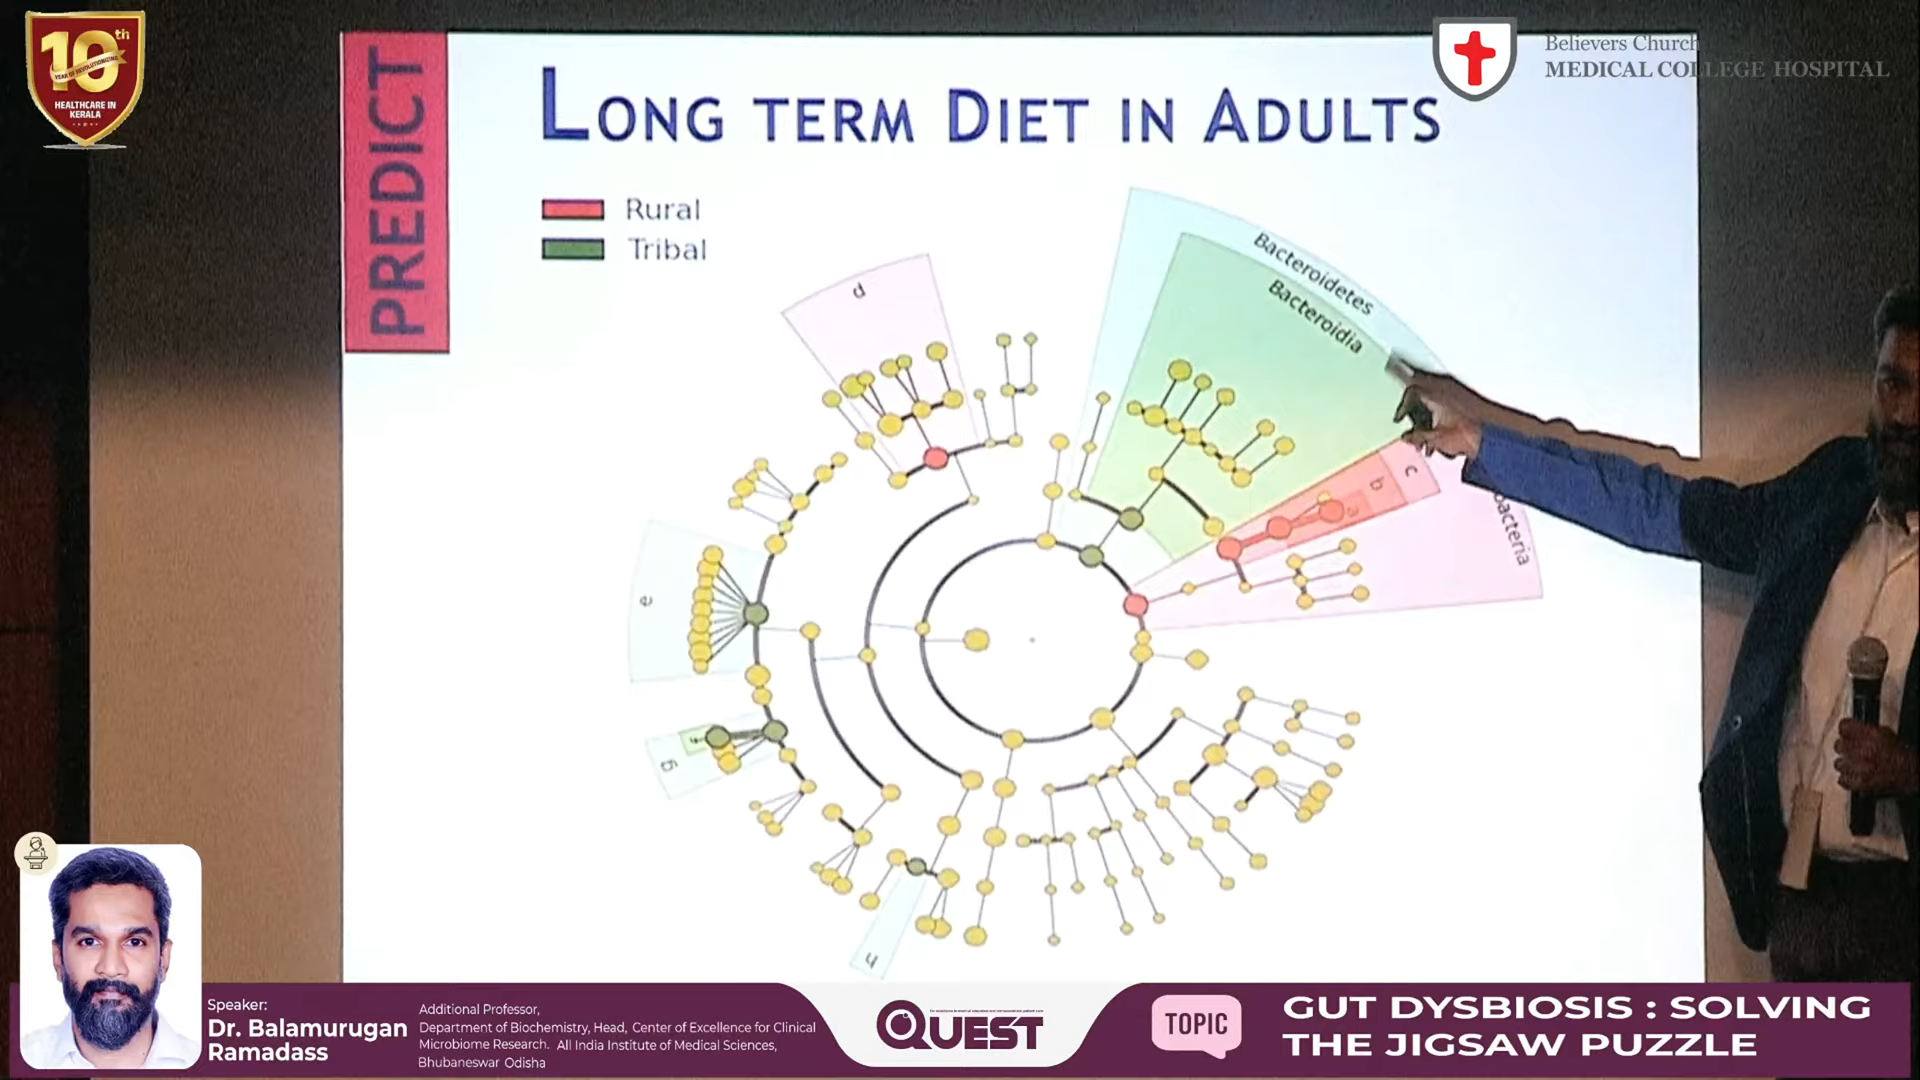 10th
YEAR OF REVOLUTIONIZING
HEALTHCARE IN
KERALA
PREDICT
LONG TERM DIET IN ADULTS
Believers Church
MEDICAL COLLEGE HOSPITAL
Rural
Tribal
Bacteroidetes
Bacteroidia
d
c
b
a
bacteria
e
f
g
h
Speaker:
Dr. Balamurugan
Ramadass
Additional Professor,
Department of Biochemistry, Head, Center of Excellence for Clinical
Microbiome Research. All India Institute of Medical Sciences,
Bhubaneswar Odisha
QUEST
TOPIC
GUT DYSBIOSIS : SOLVING
THE JIGSAW PUZZLE